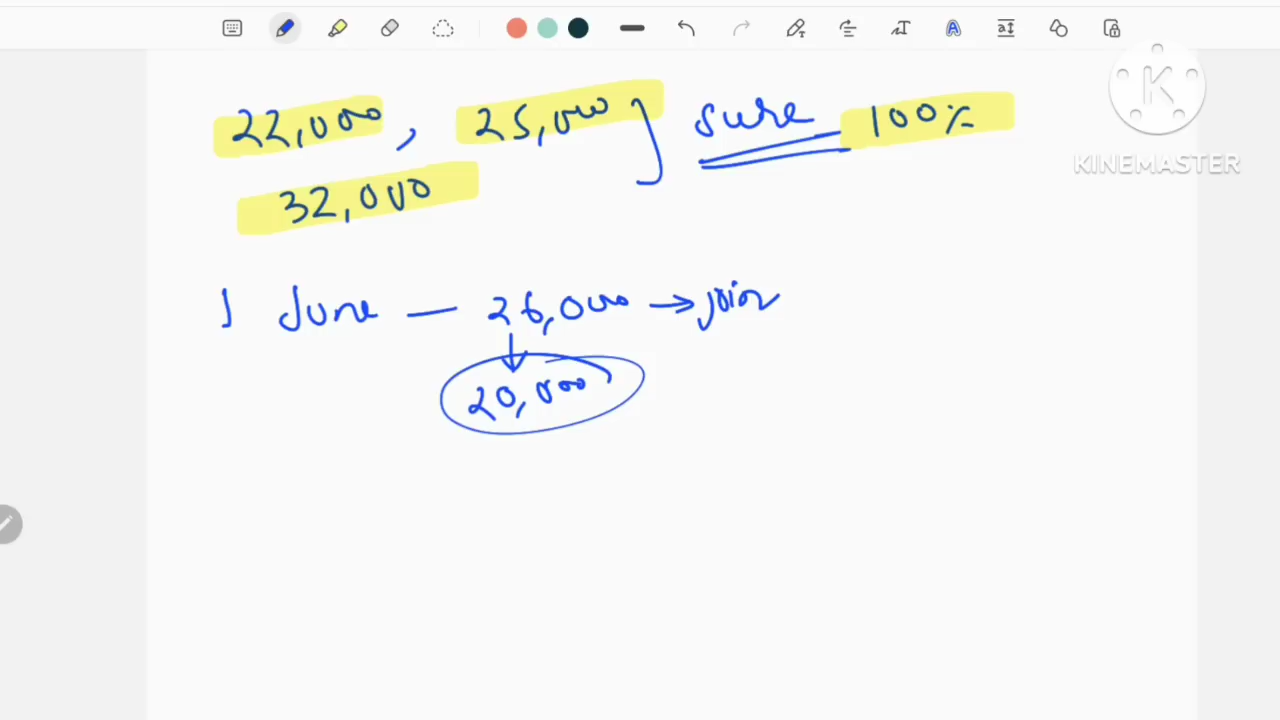 22,000, 25,000 ] sure 100%
32,000
1 June — 26,000 → join
↓
20,000
KINEMASTER